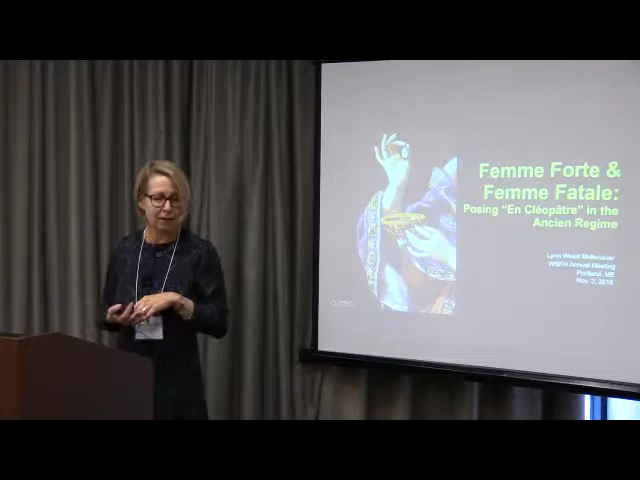 Femme Forte &
Femme Fatale:
Posing “En Cléopâtre” in the
Ancien Regime
Lynn Wood Mollenauer
WSFH Annual Meeting
Portland, ME
Nov. 2, 2018